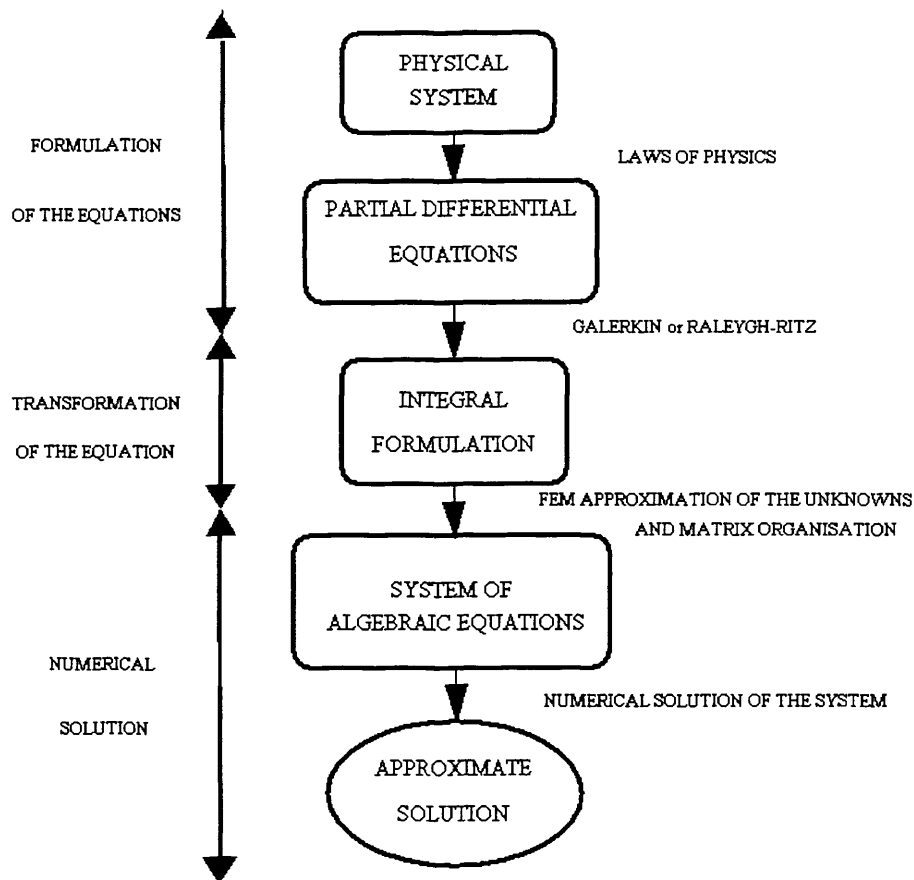 PHYSICAL
SYSTEM
FORMULATION
OF THE EQUATIONS
LAWS OF PHYSICS
PARTIAL DIFFERENTIAL
EQUATIONS
GALERKIN or RALEYGH-RITZ
TRANSFORMATION
OF THE EQUATION
INTEGRAL
FORMULATION
FEM APPROXIMATION OF THE UNKNOWNS
AND MATRIX ORGANISATION
SYSTEM OF
ALGEBRAIC EQUATIONS
NUMERICAL
SOLUTION
NUMERICAL SOLUTION OF THE SYSTEM
APPROXIMATE
SOLUTION